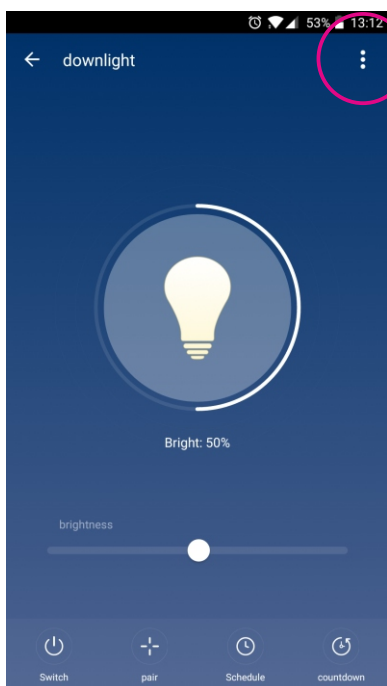 53% 13:12
downlight
Bright: 50%
brightness
Switch pair Schedule countdown